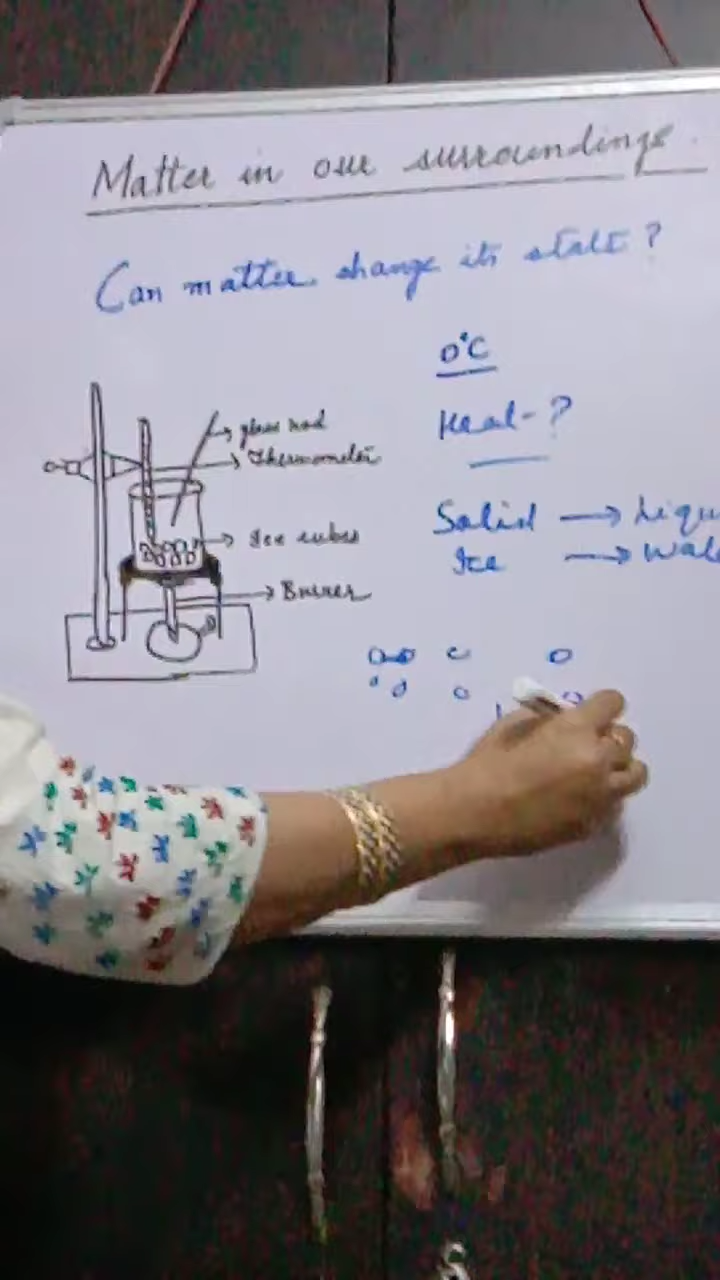 Matter in our surroundings
Can matter change its state?
0°C
Heat-?
glass rod
Thermometer
Solid → Liqu
Ice cubes
Ice → Wat
Burner